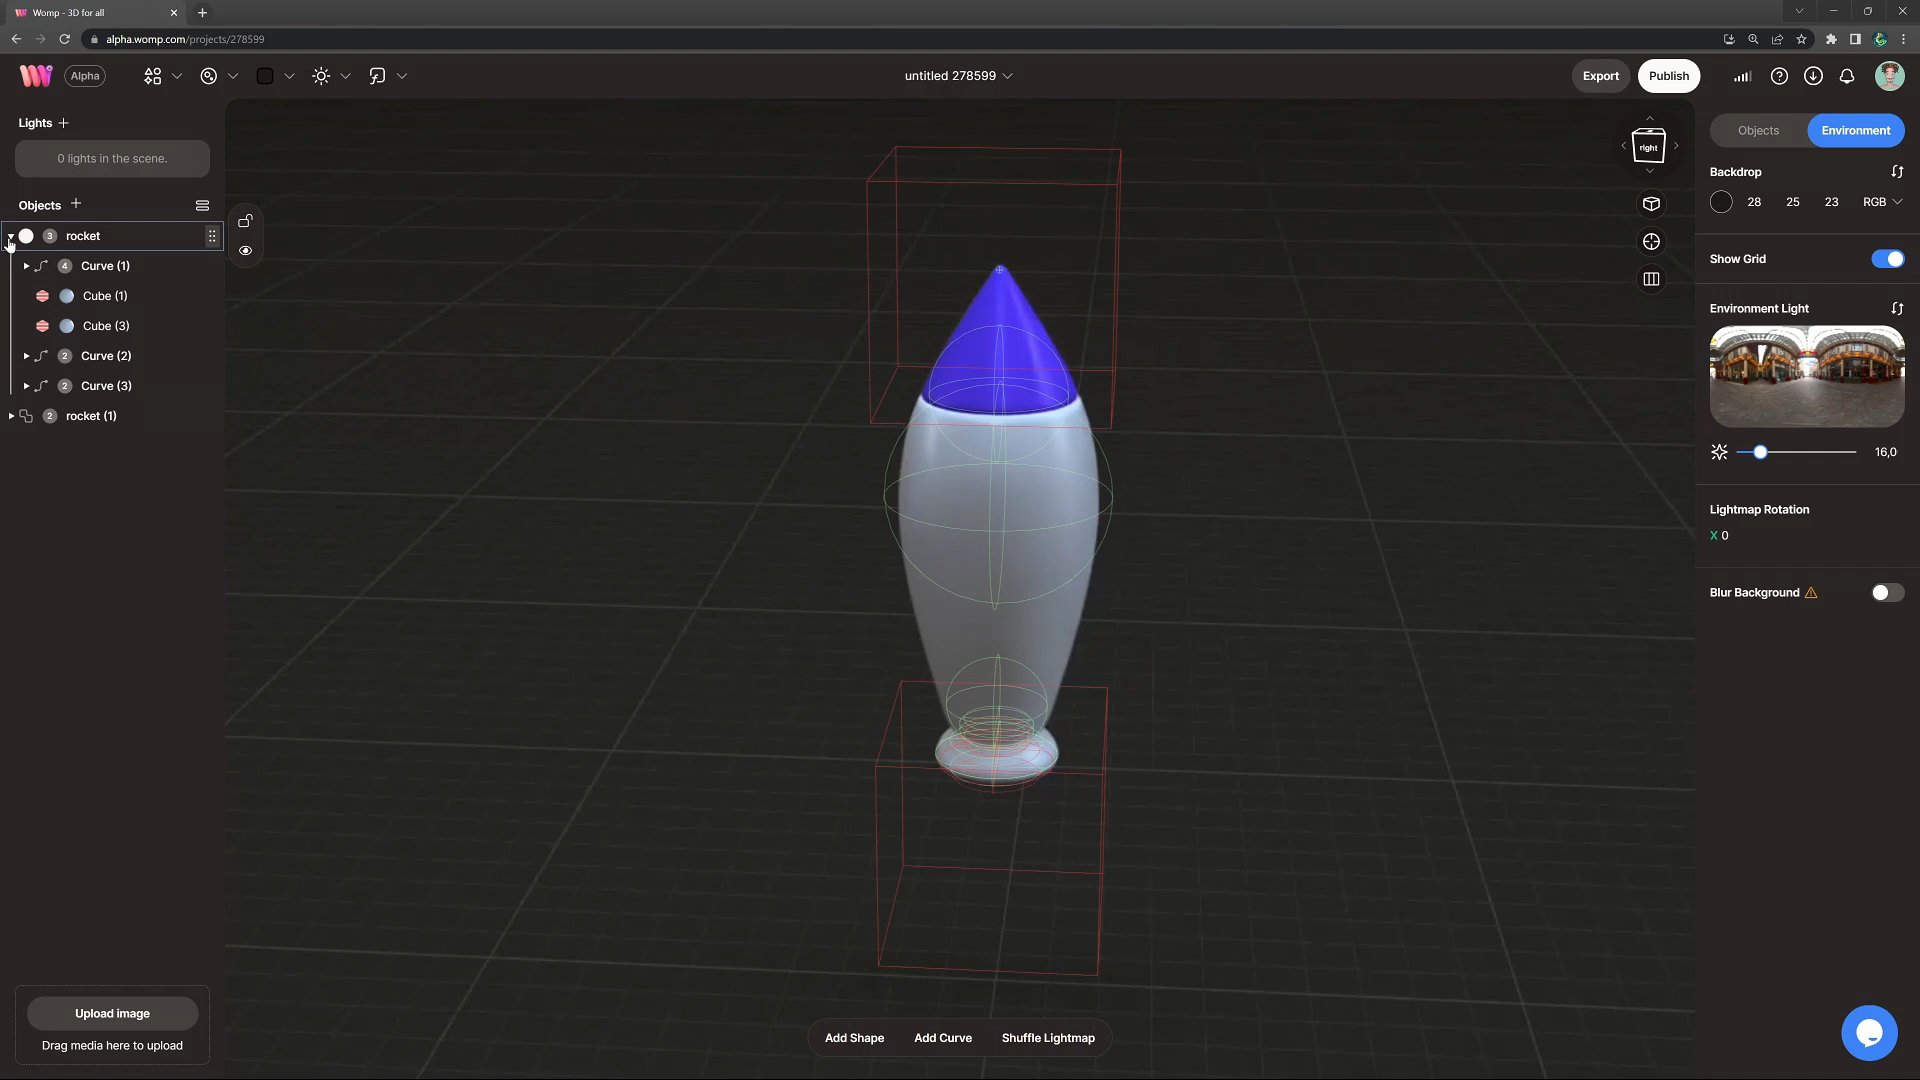 Womp - 3D for all
alpha.womp.com/projects/278599
Alpha
untitled 278599
Export
Publish
Lights
0 lights in the scene.
Objects
3 rocket
4 Curve (1)
Cube (1)
Cube (3)
2 Curve (2)
2 Curve (3)
2 rocket (1)
right
Objects
Environment
Backdrop
28 25 23 RGB
Show Grid
Environment Light
16,0
Lightmap Rotation
X 0
Blur Background
Upload image
Drag media here to upload
Add Shape
Add Curve
Shuffle Lightmap